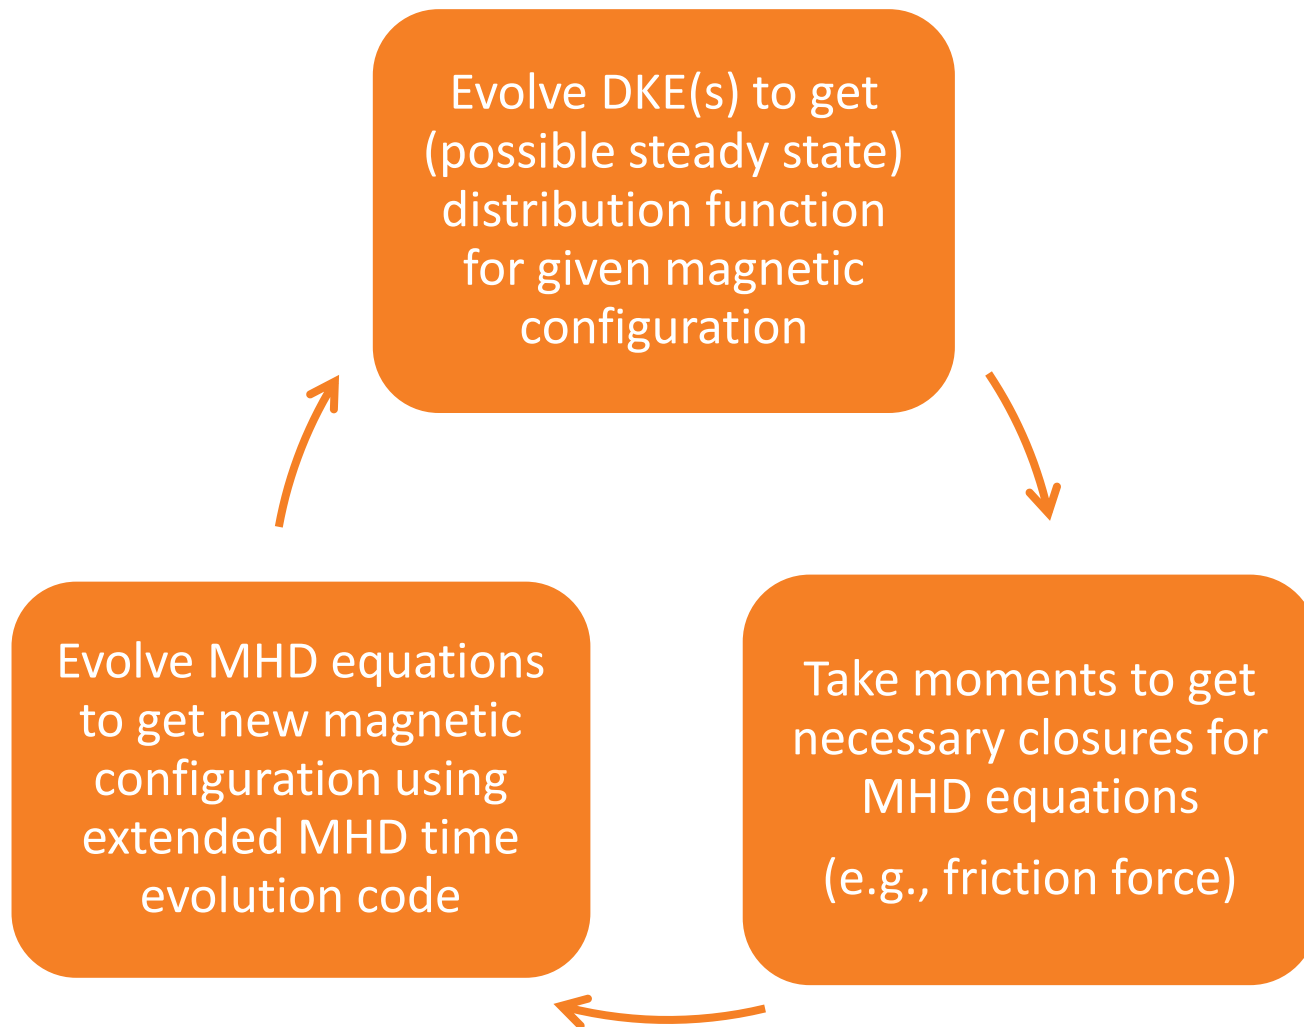 Evolve DKE(s) to get
(possible steady state)
distribution function
for given magnetic
configuration
Take moments to get
necessary closures for
MHD equations
(e.g., friction force)
Evolve MHD equations
to get new magnetic
configuration using
extended MHD time
evolution code